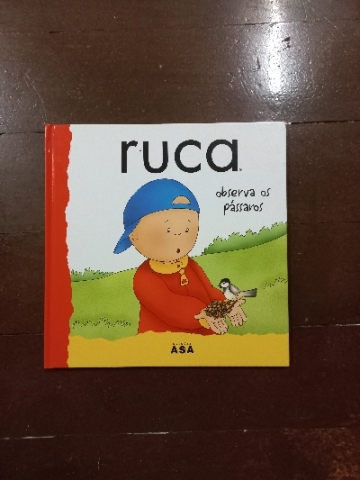 ruca
observa os
pássaros
ASA